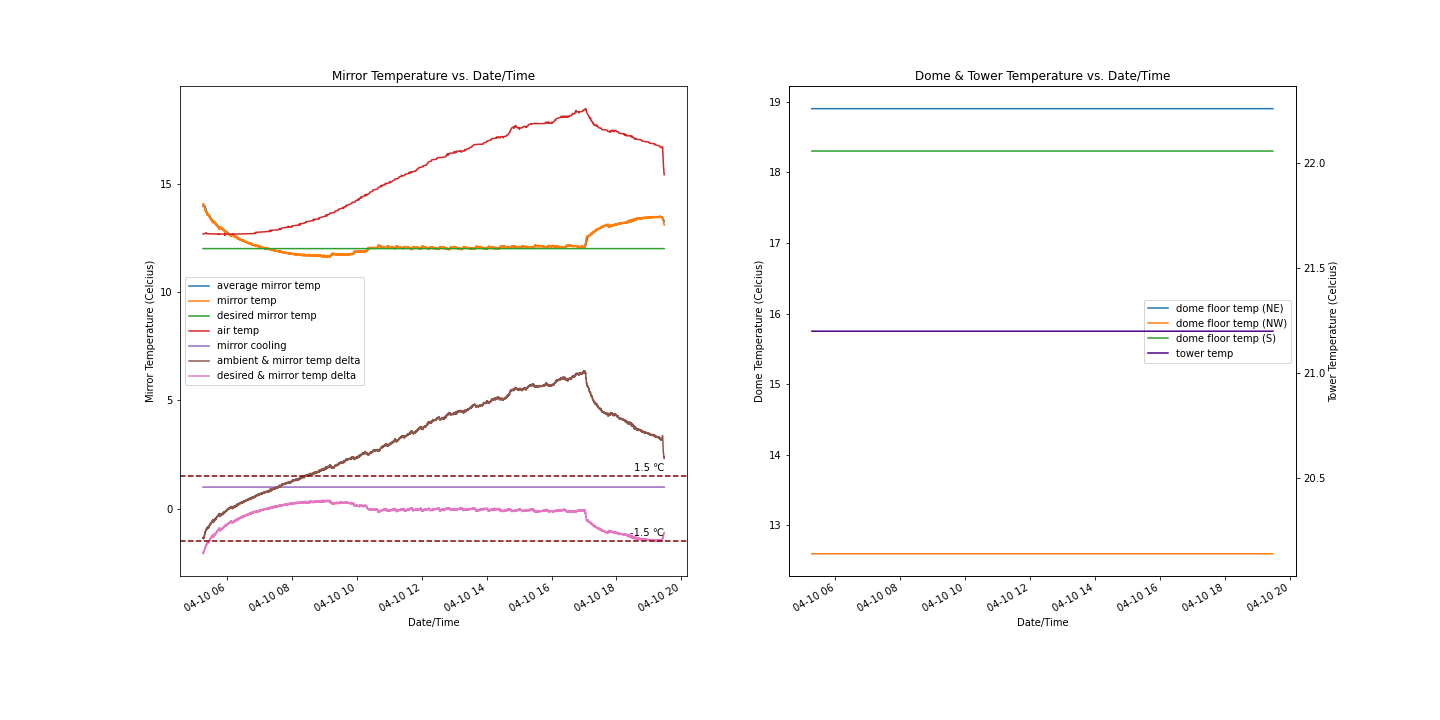 Mirror Temperature vs. Date/Time
Mirror Temperature (Celcius)
15
10
5
0
average mirror temp
mirror temp
desired mirror temp
air temp
mirror cooling
ambient & mirror temp delta
desired & mirror temp delta
1.5 °C
-1.5 °C
04-10 06
04-10 08
04-10 10
04-10 12
04-10 14
04-10 16
04-10 18
04-10 20
Date/Time
Dome & Tower Temperature vs. Date/Time
Dome Temperature (Celcius)
19
18
17
16
15
14
13
dome floor temp (NE)
dome floor temp (NW)
dome floor temp (S)
tower temp
22.0
21.5
21.0
20.5
Tower Temperature (Celcius)
04-10 06
04-10 08
04-10 10
04-10 12
04-10 14
04-10 16
04-10 18
04-10 20
Date/Time